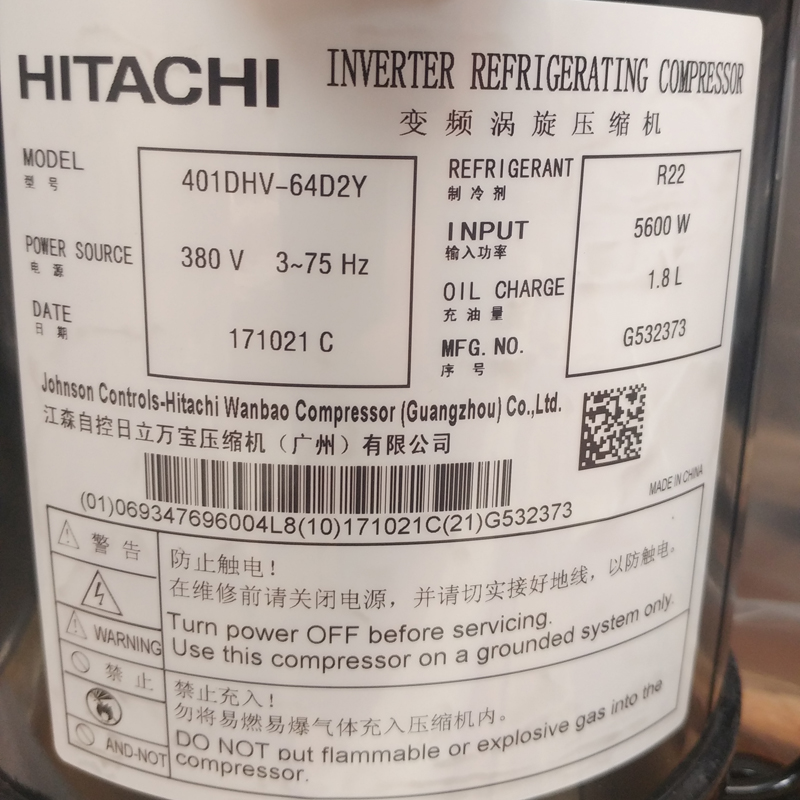 HITACHI
INVERTER REFRIGERATING COMPRESSOR
变频涡旋压缩机
MODEL
型号
401DHV-64D2Y
POWER SOURCE
电源
380 V 3~75 Hz
DATE
日期
171021 C
REFRIGERANT
制冷剂
R22
INPUT
输入功率
5600 W
OIL CHARGE
充油量
1.8 L
MFG. NO.
序号
G532373
Johnson Controls-Hitachi Wanbao Compressor (Guangzhou) Co.,Ltd.
江森自控日立万宝压缩机（广州）有限公司
MADE IN CHINA
(01)069347696004L8(10)171021C(21)G532373
警告
WARNING
防止触电！
在维修前请关闭电源，并请切实接好地线，以防触电。
Turn power OFF before servicing.
Use this compressor on a grounded system only.
禁止
AND-NOT
禁止充入！
勿将易燃易爆气体充入压缩机内。
DO NOT put flammable or explosive gas into the
compressor.